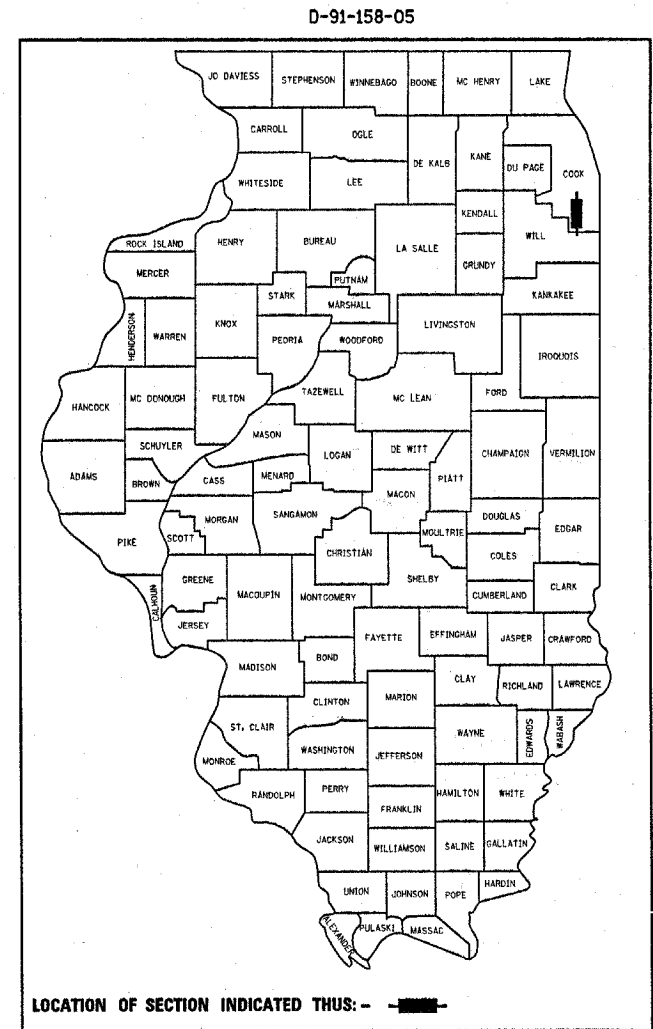 D-91-158-05
JO DAVIESS STEPHENSON WINNEBAGO BOONE MC HENRY LAKE
CARROLL OGLE DE KALB KANE DU PAGE COOK
WHITESIDE LEE
KENDALL
ROCK ISLAND HENRY BUREAU LA SALLE WILL
MERCER PUTNAM GRUNDY
STARK MARSHALL KANKAKEE
HENDERSON WARREN KNOX PEORIA WOODFORD LIVINGSTON IROQUOIS
HANCOCK MC DONOUGH FULTON TAZEWELL MC LEAN FORD
SCHUYLER MASON LOGAN DE WITT CHAMPAIGN VERMILION
ADAMS BROWN CASS MENARD MACON PIATT
PIKE SCOTT MORGAN SANGAMON CHRISTIAN MOULTRIE DOUGLAS EDGAR
COLES
CALHOUN GREENE MACOUPIN MONTGOMERY SHELBY CUMBERLAND CLARK
JERSEY FAYETTE EFFINGHAM JASPER CRAWFORD
MADISON BOND CLAY RICHLAND LAWRENCE
CLINTON MARION
ST. CLAIR WAYNE EDWARDS WABASH
MONROE WASHINGTON JEFFERSON
RANDOLPH PERRY HAMILTON WHITE
FRANKLIN
JACKSON WILLIAMSON SALINE GALLATIN
UNION JOHNSON POPE HARDIN
ALEXANDER PULASKI MASSAC
LOCATION OF SECTION INDICATED THUS: -